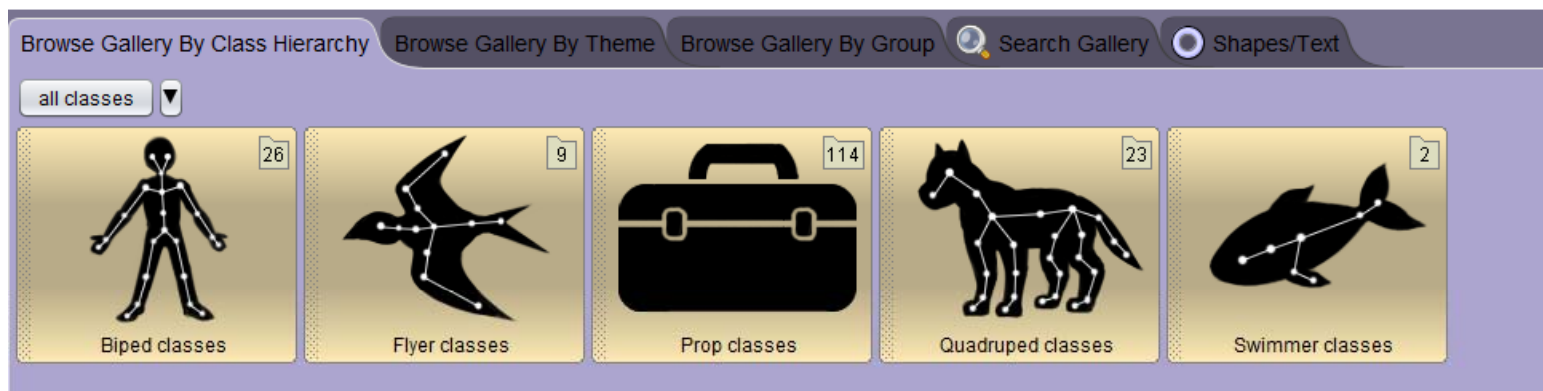 Browse Gallery By Class Hierarchy Browse Gallery By Theme Browse Gallery By Group Search Gallery Shapes/Text
all classes
26 9 114 23 2
Biped classes Flyer classes Prop classes Quadruped classes Swimmer classes